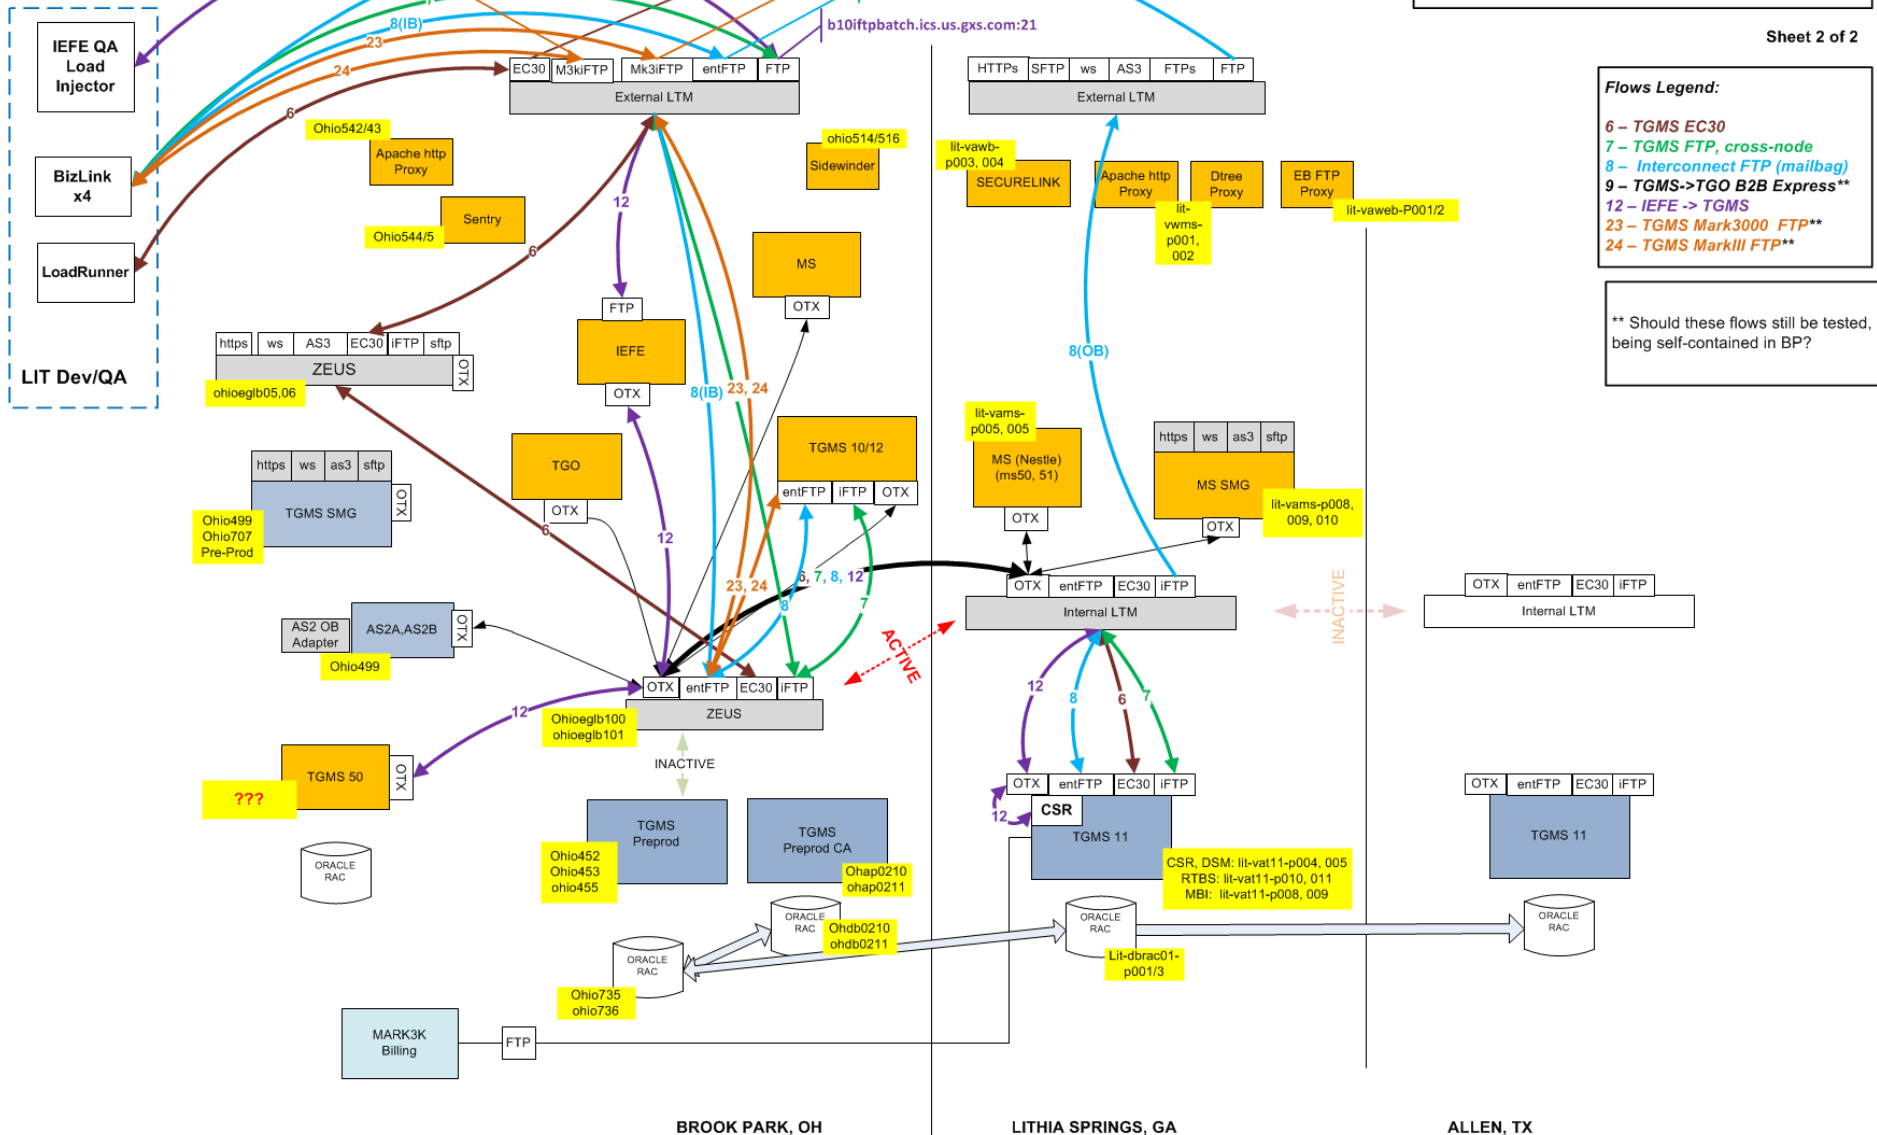 7
8(IB)
23
24
6
b10iftpbatch.ics.us.gxs.com:21
Sheet 2 of 2
IEFE QA
Load
Injector
BizLink
x4
LoadRunner
LIT Dev/QA
EC30
M3kiFTP
Mk3iFTP
entFTP
FTP
External LTM
HTTPs
SFTP
ws
AS3
FTPs
FTP
External LTM
Flows Legend:
6 – TGMS EC30
7 – TGMS FTP, cross-node
8 – Interconnect FTP (mailbag)
9 – TGMS->TGO B2B Express**
12 – IEFE -> TGMS
23 – TGMS Mark3000 FTP**
24 – TGMS MarkIII FTP**
** Should these flows still be tested,
being self-contained in BP?
Ohio542/43
Apache http
Proxy
Sentry
Ohio544/5
ohio514/516
Sidewinder
lit-vawb-
p003, 004
SECURELINK
Apache http
Proxy
Dtree
Proxy
EB FTP
Proxy
lit-
vwms-
p001,
002
lit-vaweb-P001/2
12
6
MS
OTX
FTP
IEFE
OTX
https
ws
AS3
EC30
iFTP
sftp
ZEUS
OTX
ohioeglb05,06
8(IB)
23, 24
8(OB)
TGMS 10/12
entFTP
iFTP
OTX
TGO
OTX
https
ws
as3
sftp
TGMS SMG
OTX
Ohio499
Ohio707
Pre-Prod
6
12
lit-vams-
p005, 005
MS (Nestle)
(ms50, 51)
OTX
https
ws
as3
sftp
MS SMG
OTX
lit-vams-p008,
009, 010
6, 7, 8, 12
23, 24
8
7
OTX
entFTP
EC30
iFTP
Internal LTM
INACTIVE
OTX
entFTP
EC30
iFTP
Internal LTM
AS2 OB
Adapter
AS2A,AS2B
OTX
Ohio499
ACTIVE
OTX
entFTP
EC30
iFTP
ZEUS
Ohioeglb100
ohioeglb101
12
12
8
6
7
INACTIVE
TGMS 50
OTX
???
ORACLE
RAC
TGMS
Preprod
Ohio452
Ohio453
ohio455
TGMS
Preprod CA
Ohap0210
ohap0211
OTX
entFTP
EC30
iFTP
12
CSR
TGMS 11
CSR, DSM: lit-vat11-p004, 005
RTBS: lit-vat11-p010, 011
MBI: lit-vat11-p008, 009
OTX
entFTP
EC30
iFTP
TGMS 11
ORACLE
RAC
Ohdb0210
ohdb0211
ORACLE
RAC
Ohio735
ohio736
ORACLE
RAC
Lit-dbrac01-
p001/3
ORACLE
RAC
MARK3K
Billing
FTP
BROOK PARK, OH
LITHIA SPRINGS, GA
ALLEN, TX